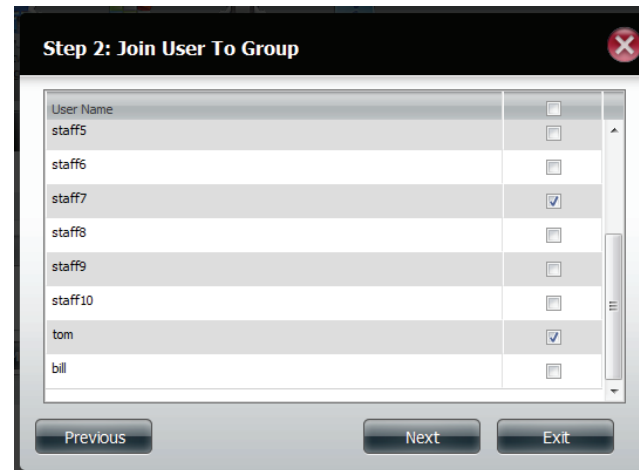 Step 2: Join User To Group
User Name
staff5
staff6
staff7
staff8
staff9
staff10
tom
bill
Previous Next Exit